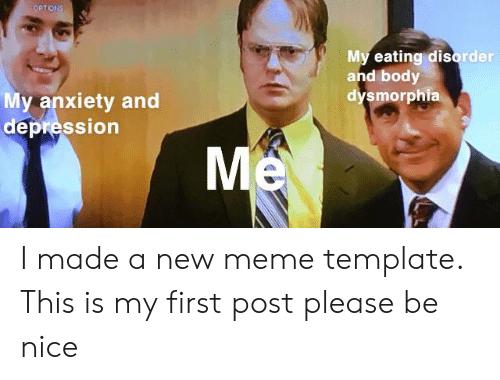 OPTIONS
My eating disorder
and body
dysmorphia
My anxiety and
depression
Me
I made a new meme template.
This is my first post please be
nice